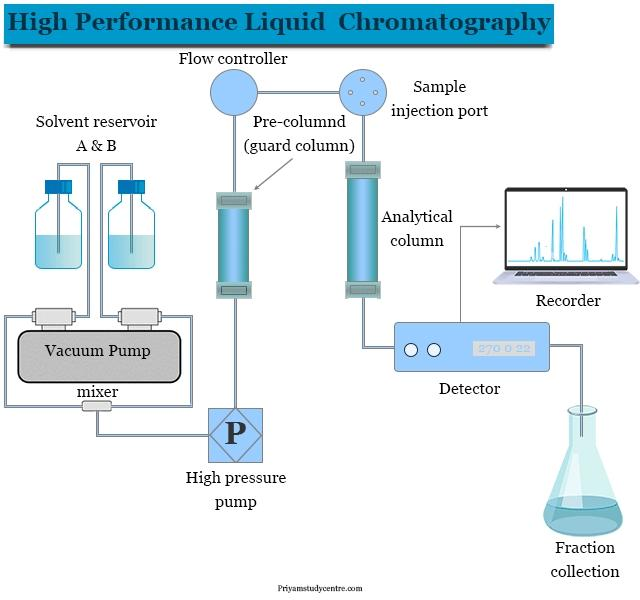 High Performance Liquid Chromatography
Flow controller
Sample
injection port
Solvent reservoir
A & B
Pre-columnd
(guard column)
Analytical
column
Recorder
Vacuum Pump
270 0 22
Detector
mixer
P
High pressure
pump
Fraction
collection
Priyamstudycentre.com